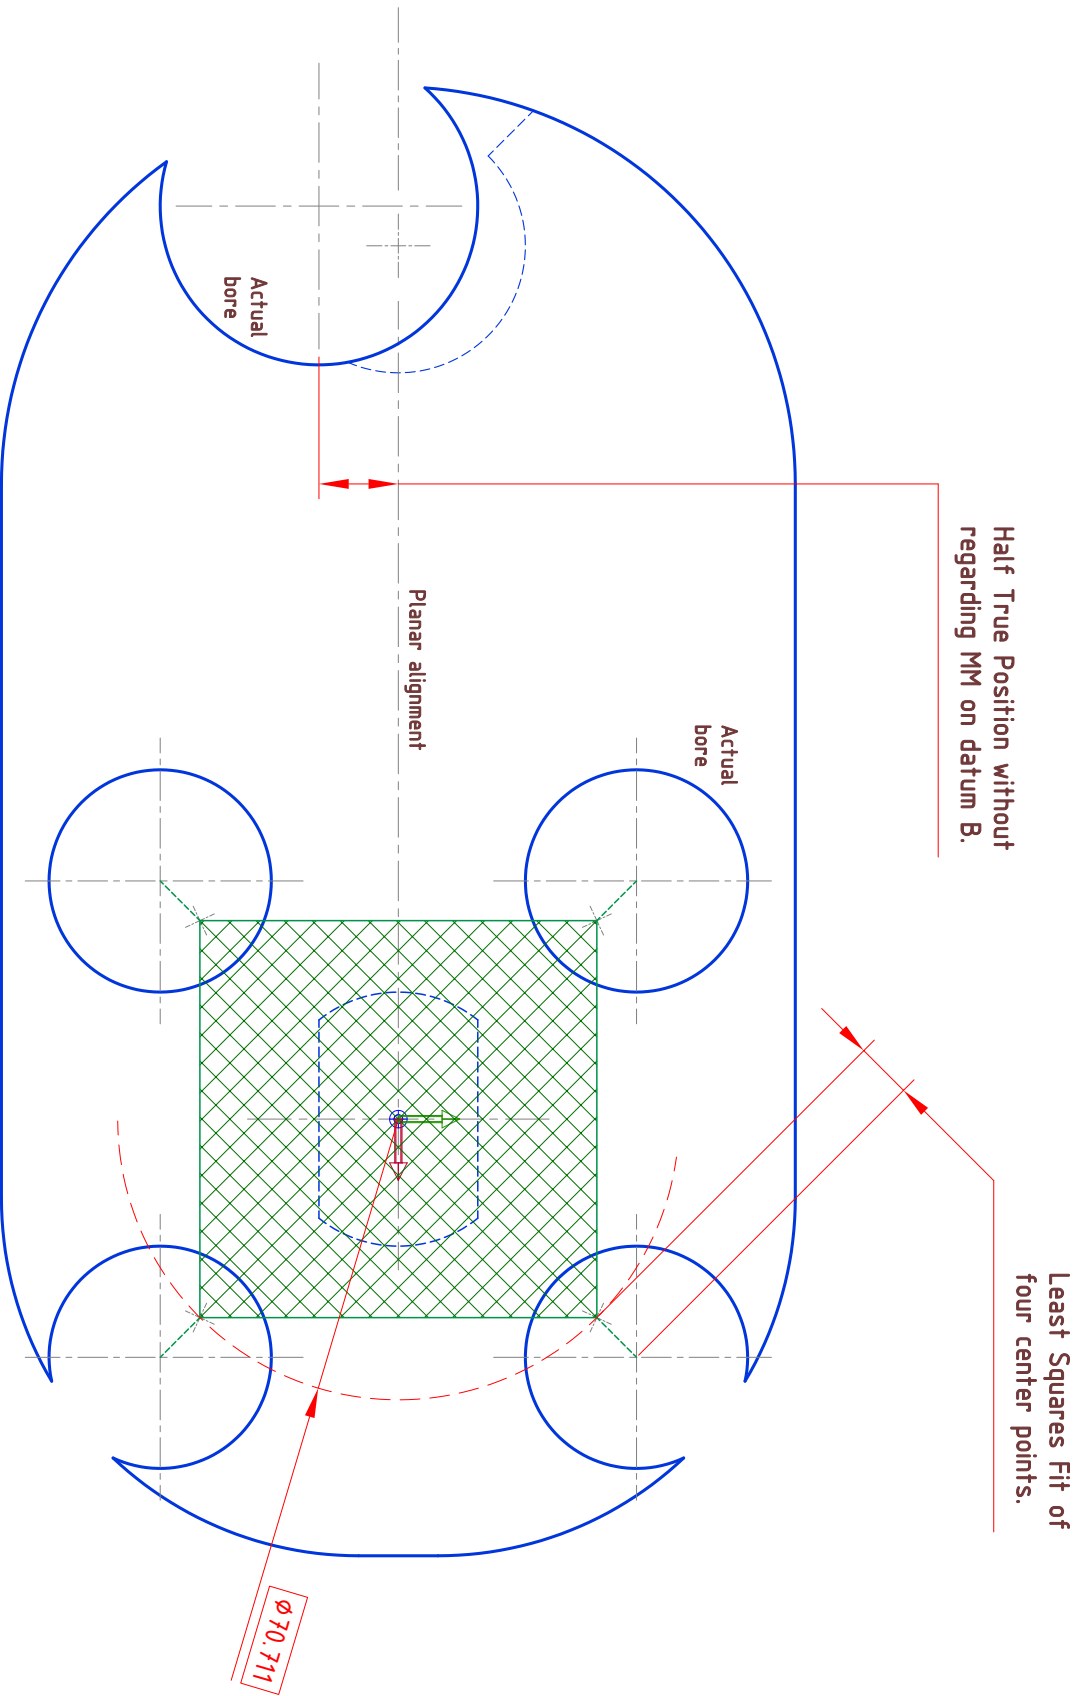 Half True Position without
regarding MM on datum B.
Least Squares Fit of
four center points.
Actual
bore
Actual
bore
Planar alignment
Ø70.711